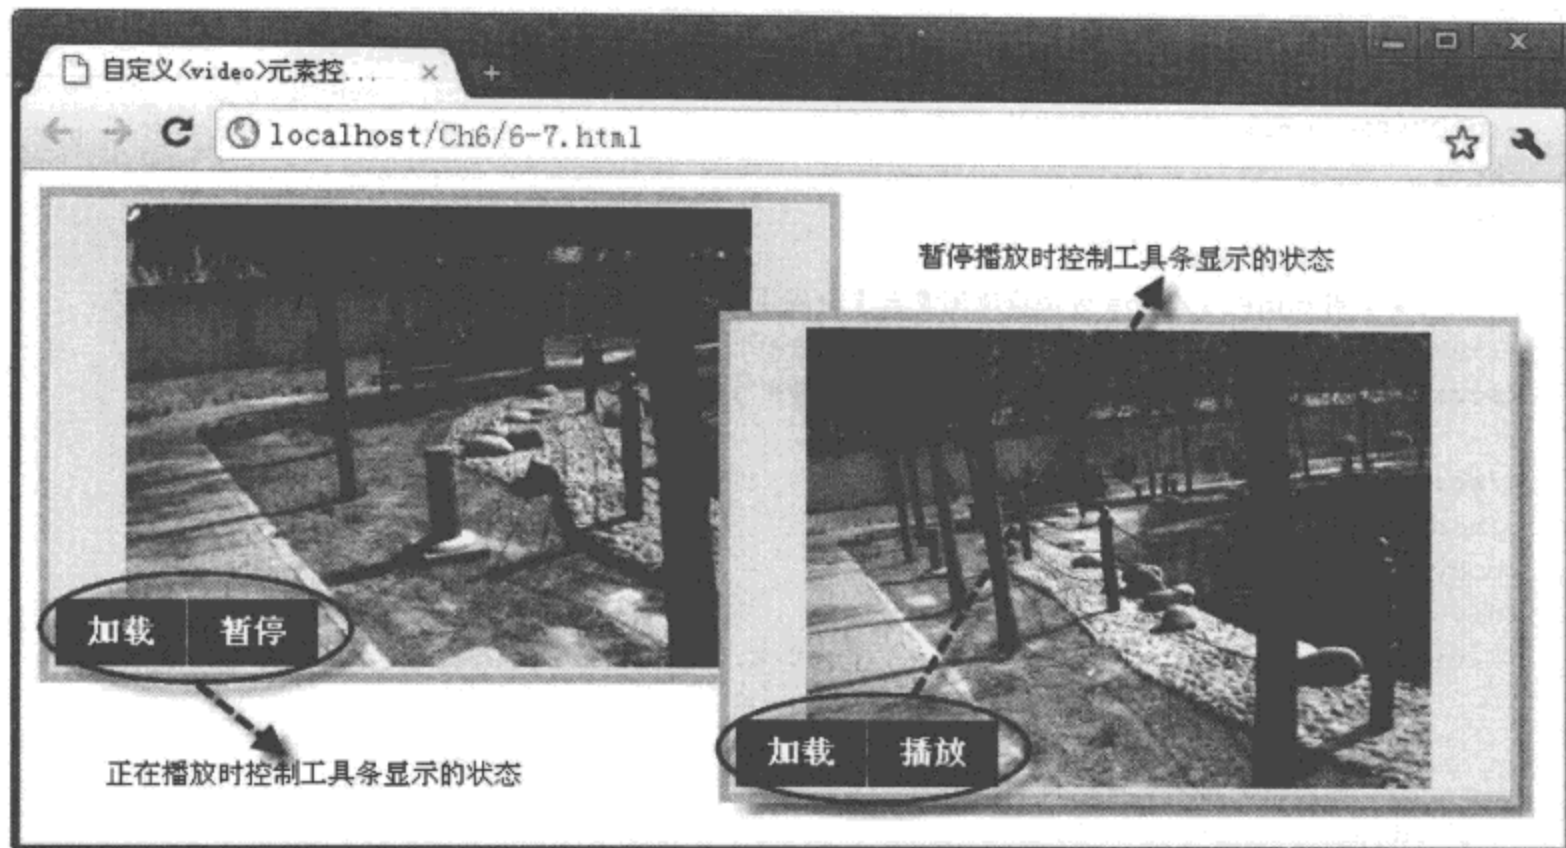 自定义<video>元素控...
localhost/Ch6/6-7.html
暂停播放时控制工具条显示的状态
加载 暂停
加载 播放
正在播放时控制工具条显示的状态